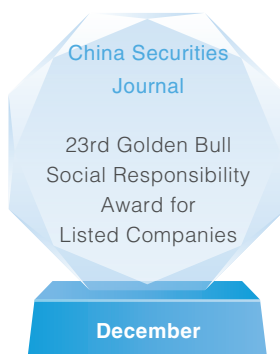 China Securities
Journal
23rd Golden Bull
Social Responsibility
Award for
Listed Companies
December